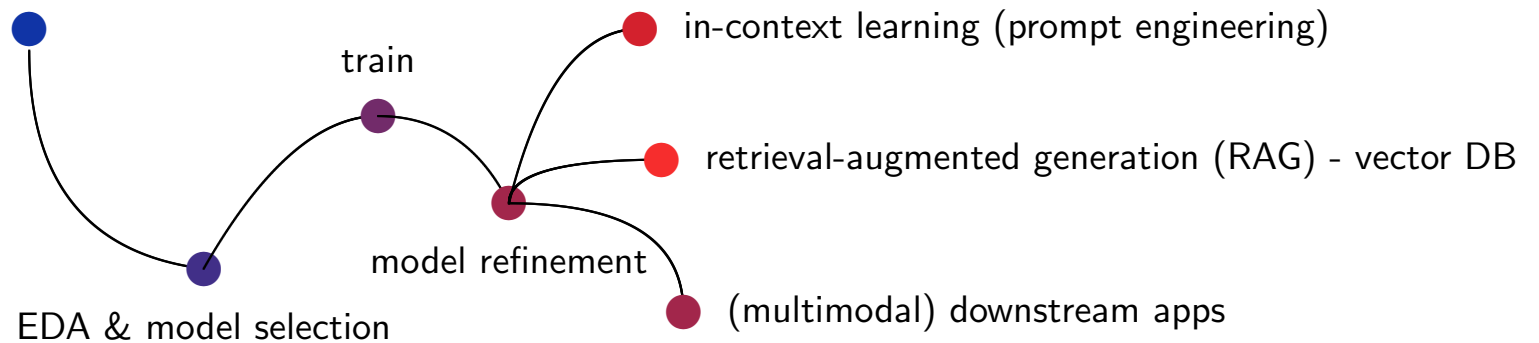 in-context learning (prompt engineering)
train
retrieval-augmented generation (RAG) - vector DB
model refinement
(multimodal) downstream apps
EDA & model selection